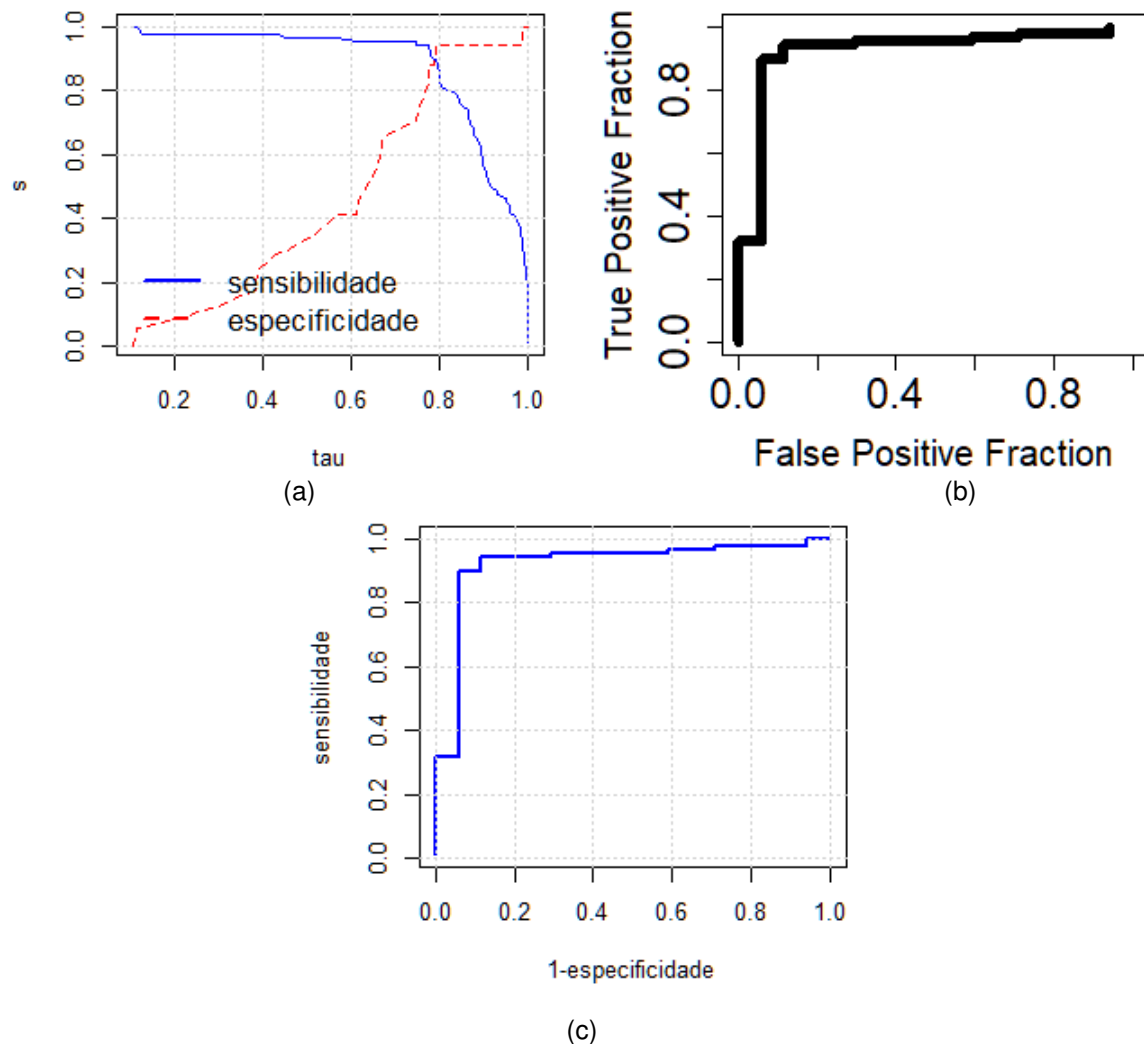 s
0.0 0.2 0.4 0.6 0.8 1.0
sensibilidade
especificidade
0.2 0.4 0.6 0.8 1.0
tau
(a)
True Positive Fraction
0.0 0.4 0.8
0.0 0.4 0.8
False Positive Fraction
(b)
sensibilidade
0.0 0.2 0.4 0.6 0.8 1.0
0.0 0.2 0.4 0.6 0.8 1.0
1-especificidade
(c)